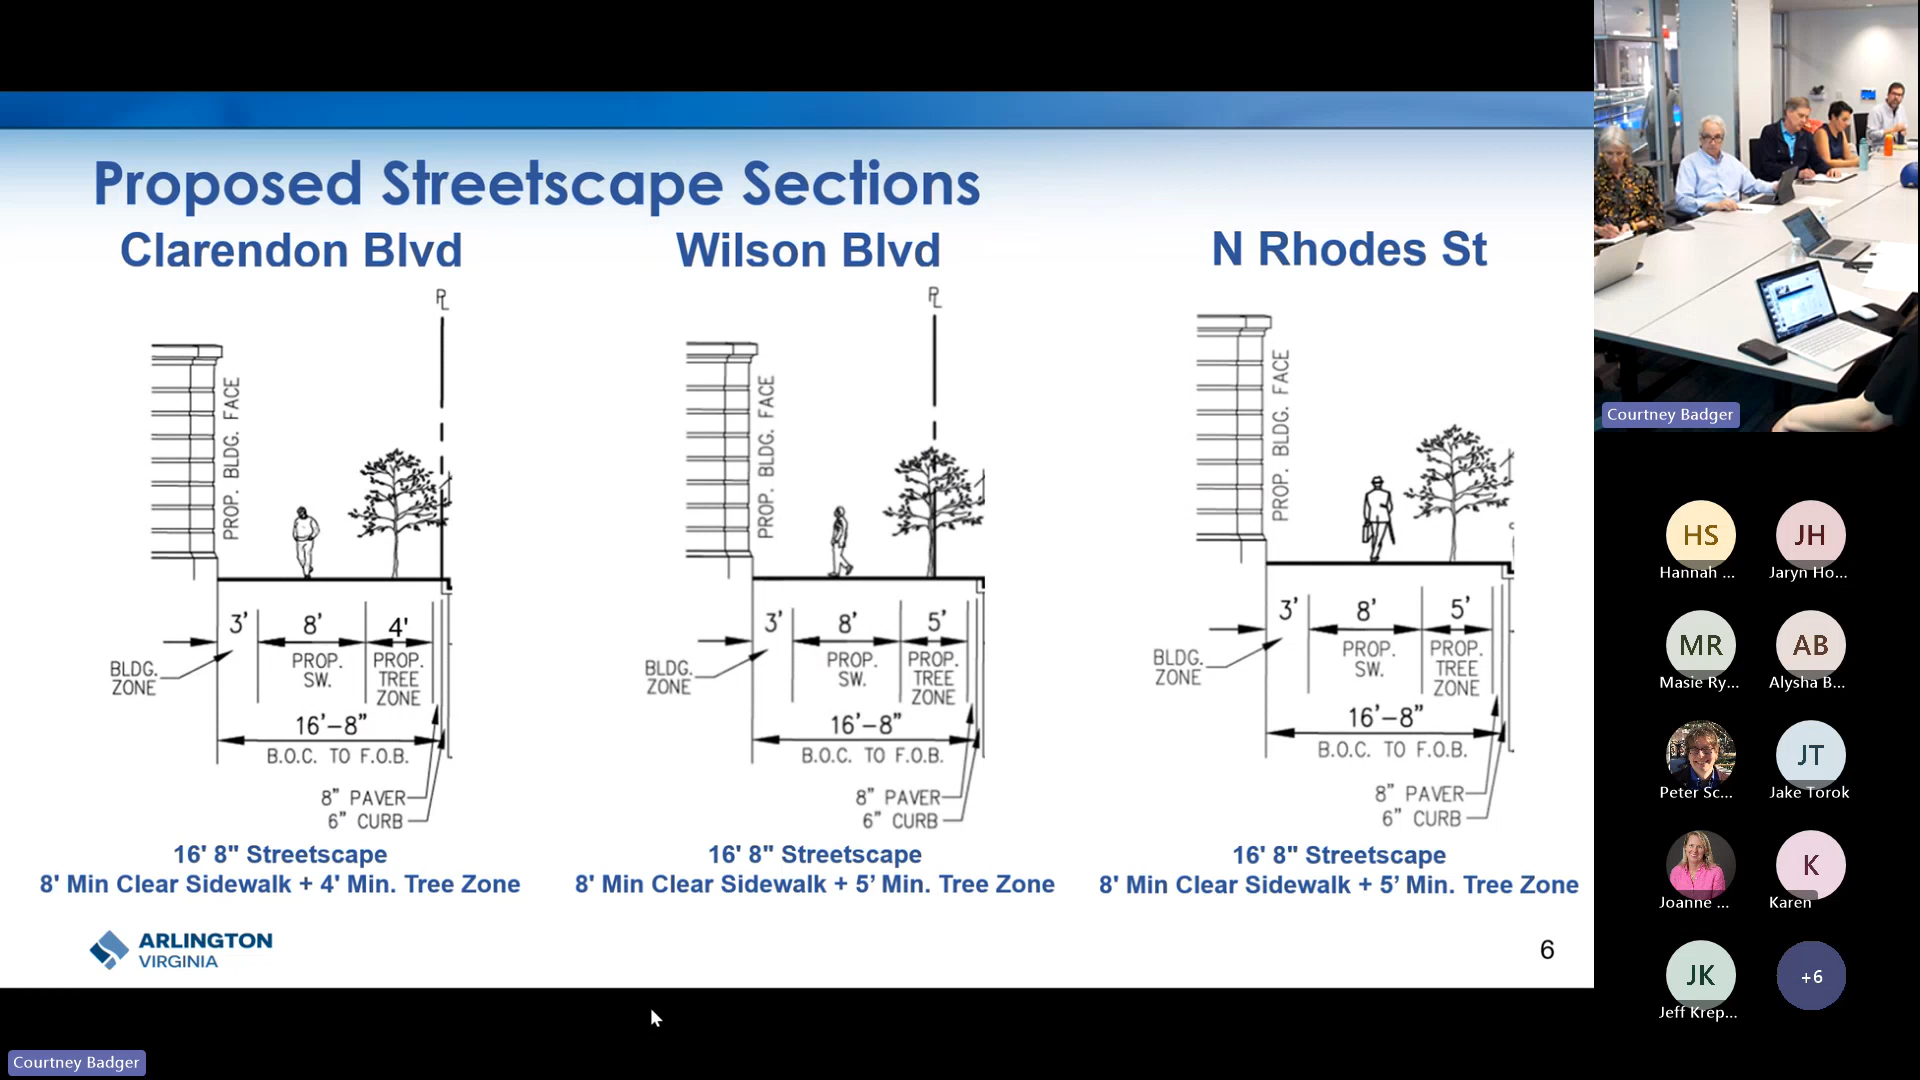 Proposed Streetscape Sections
Clarendon Blvd
Wilson Blvd
N Rhodes St
PL
PROP. BLDG. FACE
3'
8'
4'
BLDG.
ZONE
PROP.
SW.
PROP.
TREE
ZONE
16'-8"
B.O.C. TO F.O.B.
8" PAVER
6" CURB
16' 8" Streetscape
8' Min Clear Sidewalk + 4' Min. Tree Zone
PL
PROP. BLDG. FACE
3'
8'
5'
BLDG.
ZONE
PROP.
SW.
PROP.
TREE
ZONE
16'-8"
B.O.C. TO F.O.B.
8" PAVER
6" CURB
16' 8" Streetscape
8' Min Clear Sidewalk + 5’ Min. Tree Zone
PROP. BLDG. FACE
3'
8'
5'
BLDG.
ZONE
PROP.
SW.
PROP.
TREE
ZONE
16'-8"
B.O.C. TO F.O.B.
8" PAVER
6" CURB
16' 8" Streetscape
8' Min Clear Sidewalk + 5’ Min. Tree Zone
ARLINGTON
VIRGINIA
6
Courtney Badger
Courtney Badger
HS
Hannah ...
JH
Jaryn Ho...
MR
Masie Ry...
AB
Alysha B...
Peter Sc...
JT
Jake Torok
Joanne ...
K
Karen
JK
Jeff Krep...
+6